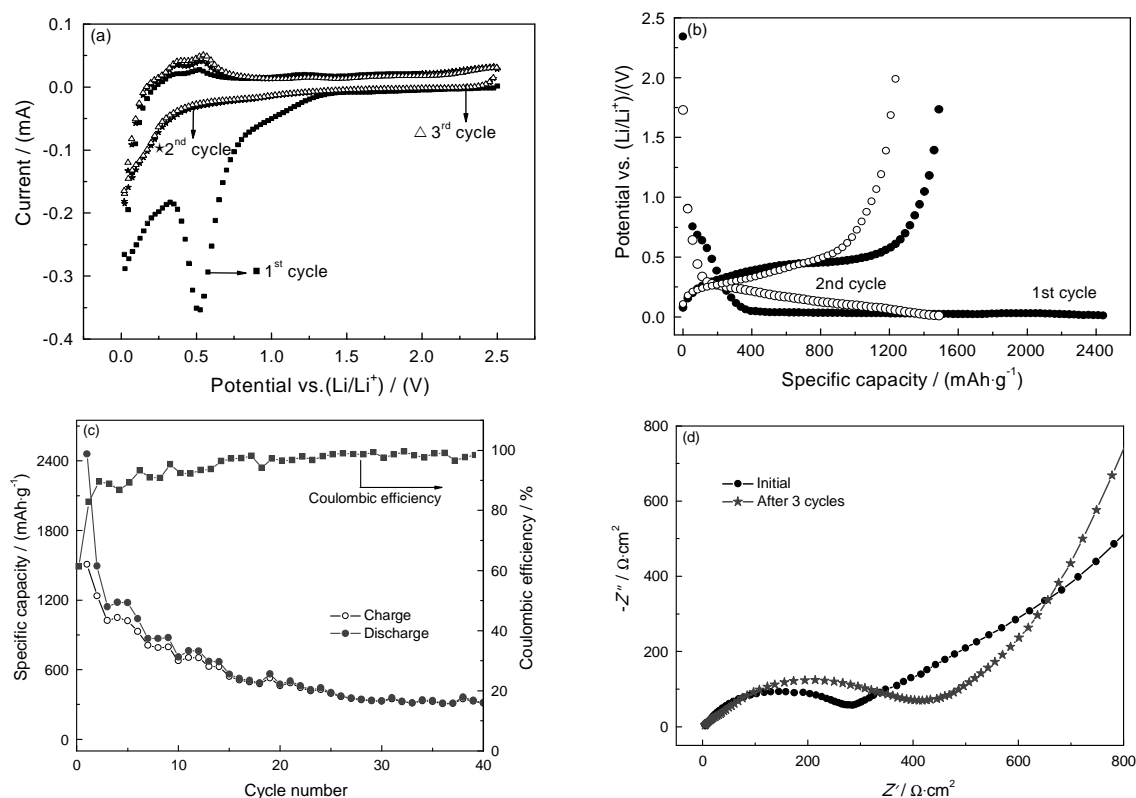 (a)
0.1
0.0
-0.1
-0.2
-0.3
-0.4
Current / (mA)
★2nd cycle
△ 3rd cycle
■ 1st cycle
0.0 0.5 1.0 1.5 2.0 2.5
Potential vs.(Li/Li+) / (V)
(b)
2.5
2.0
1.5
1.0
0.5
0.0
Potential vs. (Li/Li+)/(V)
2nd cycle
1st cycle
0 400 800 1200 1600 2000 2400
Specific capacity / (mAh·g-1)
(c)
2400
2100
1800
1500
1200
900
600
300
0
Specific capacity / (mAh·g-1)
Coulombic efficiency
Charge
Discharge
100
80
60
40
20
0
Coulombic efficiency / %
0 10 20 30 40
Cycle number
(d)
800
600
400
200
0
-Z″ / Ω·cm2
Initial
After 3 cycles
0 200 400 600 800
Z′/ Ω·cm2